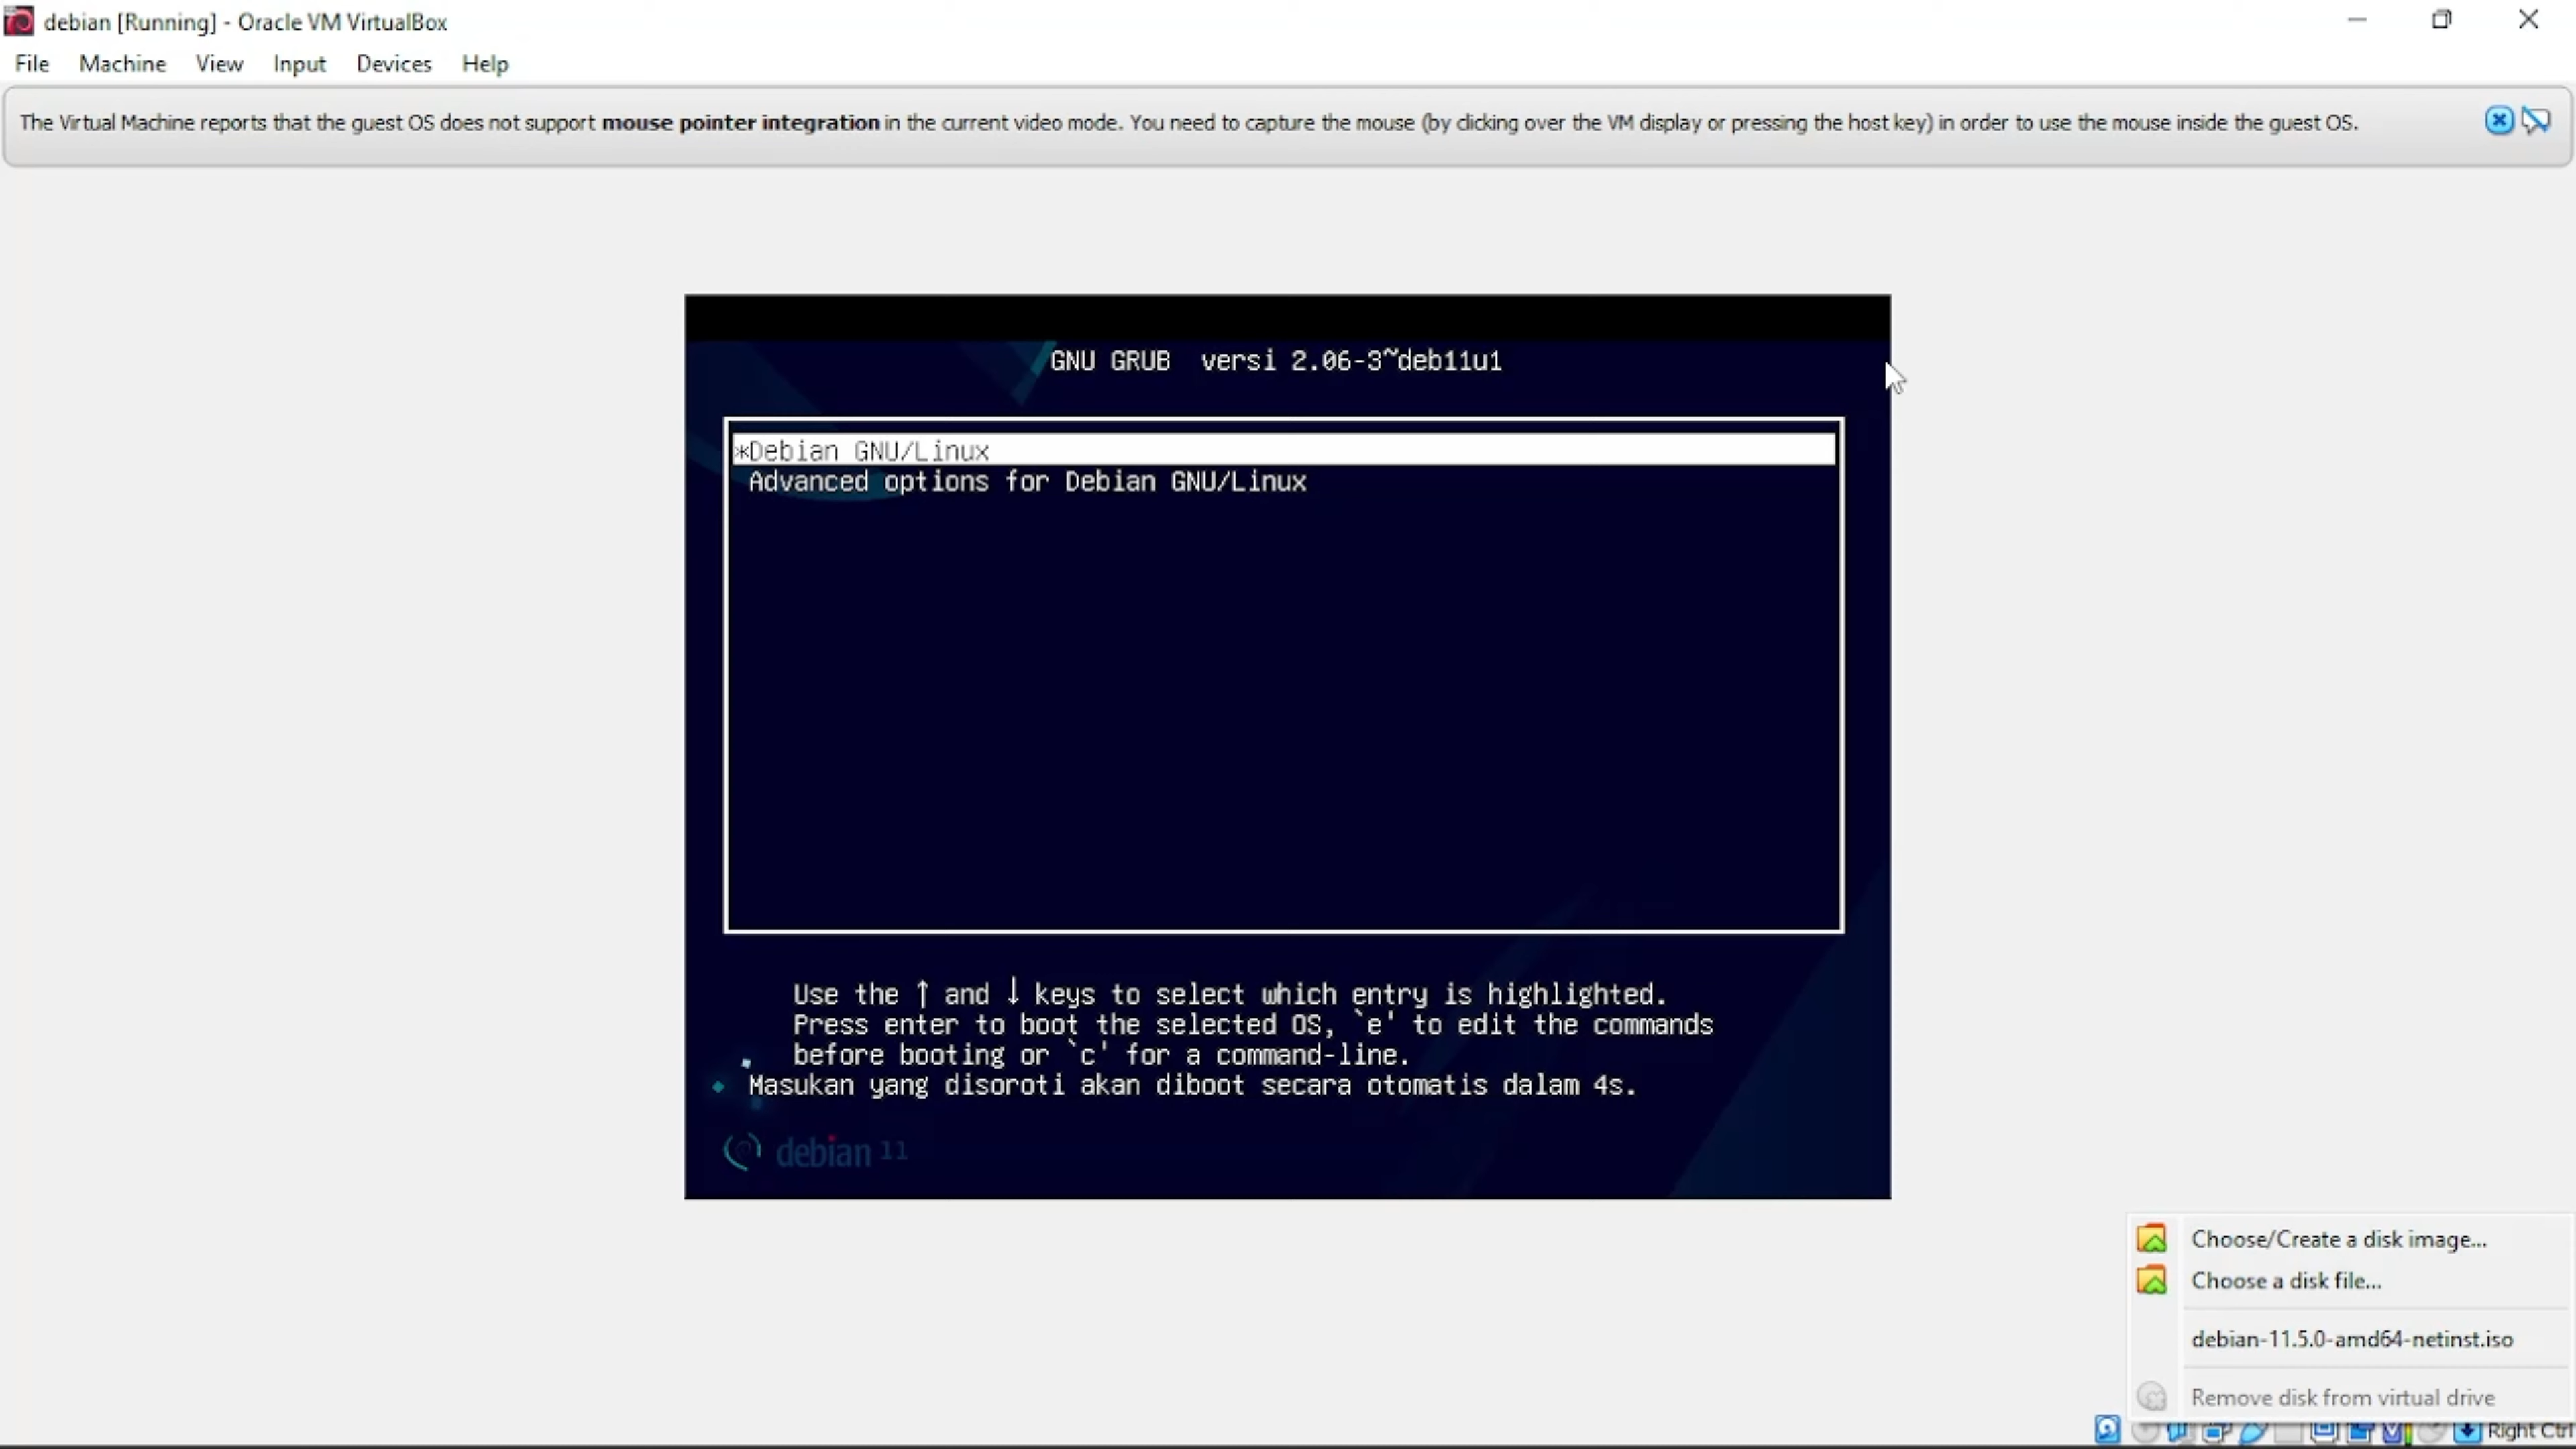 debian [Running] - Oracle VM VirtualBox
File Machine View Input Devices Help
The Virtual Machine reports that the guest OS does not support mouse pointer integration in the current video mode. You need to capture the mouse (by clicking over the VM display or pressing the host key) in order to use the mouse inside the guest OS.
GNU GRUB versi 2.06-3~deb11u1
*Debian GNU/Linux
Advanced options for Debian GNU/Linux
Use the ↑ and ↓ keys to select which entry is highlighted.
Press enter to boot the selected OS, `e' to edit the commands
before booting or `c' for a command-line.
Masukan yang disoroti akan diboot secara otomatis dalam 4s.
debian 11
Choose/Create a disk image...
Choose a disk file...
debian-11.5.0-amd64-netinst.iso
Remove disk from virtual drive
Right Ctrl